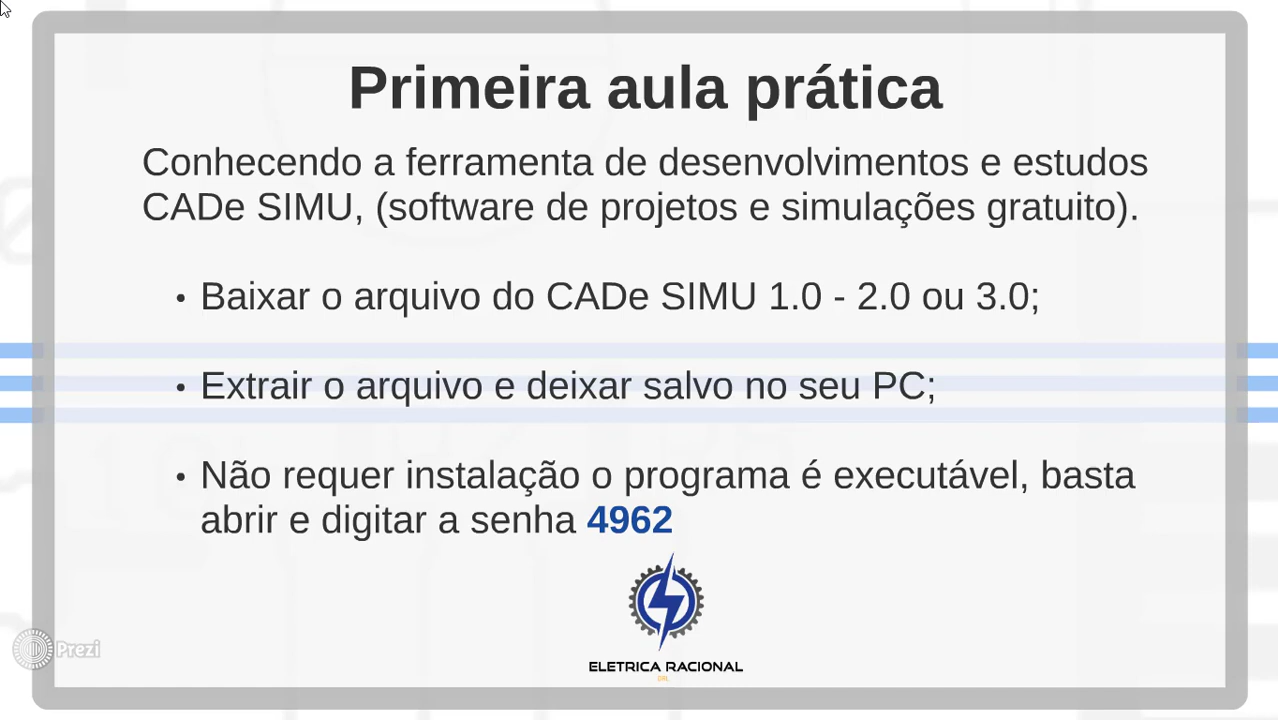 Primeira aula prática
Conhecendo a ferramenta de desenvolvimentos e estudos
CADe SIMU, (software de projetos e simulações gratuito).
• Baixar o arquivo do CADe SIMU 1.0 - 2.0 ou 3.0;
• Extrair o arquivo e deixar salvo no seu PC;
• Não requer instalação o programa é executável, basta
abrir e digitar a senha 4962
ELETRICA RACIONAL
Prezi